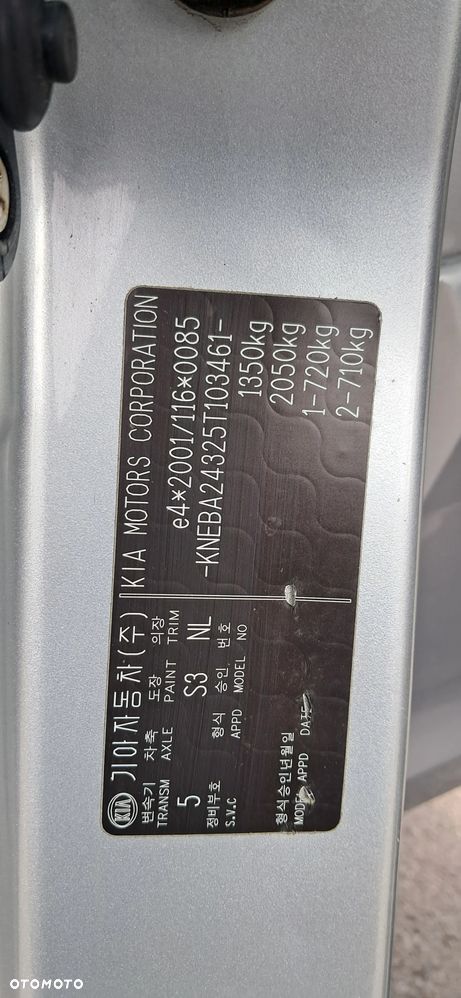 KIA 기아자동차(주) KIA MOTORS CORPORATION
변속기 차축 도장 의장
TRANSM AXLE PAINT TRIM
5 S3 NL
e4*2001/116*0085
-KNEBA24325T103461-
정비부호 형식 승인 번호
S.V.C APPD MODEL NO
1350kg
2050kg
형식승인년월일
MODEL APPD DATE
1-720kg
2-710kg
OTOMOTO